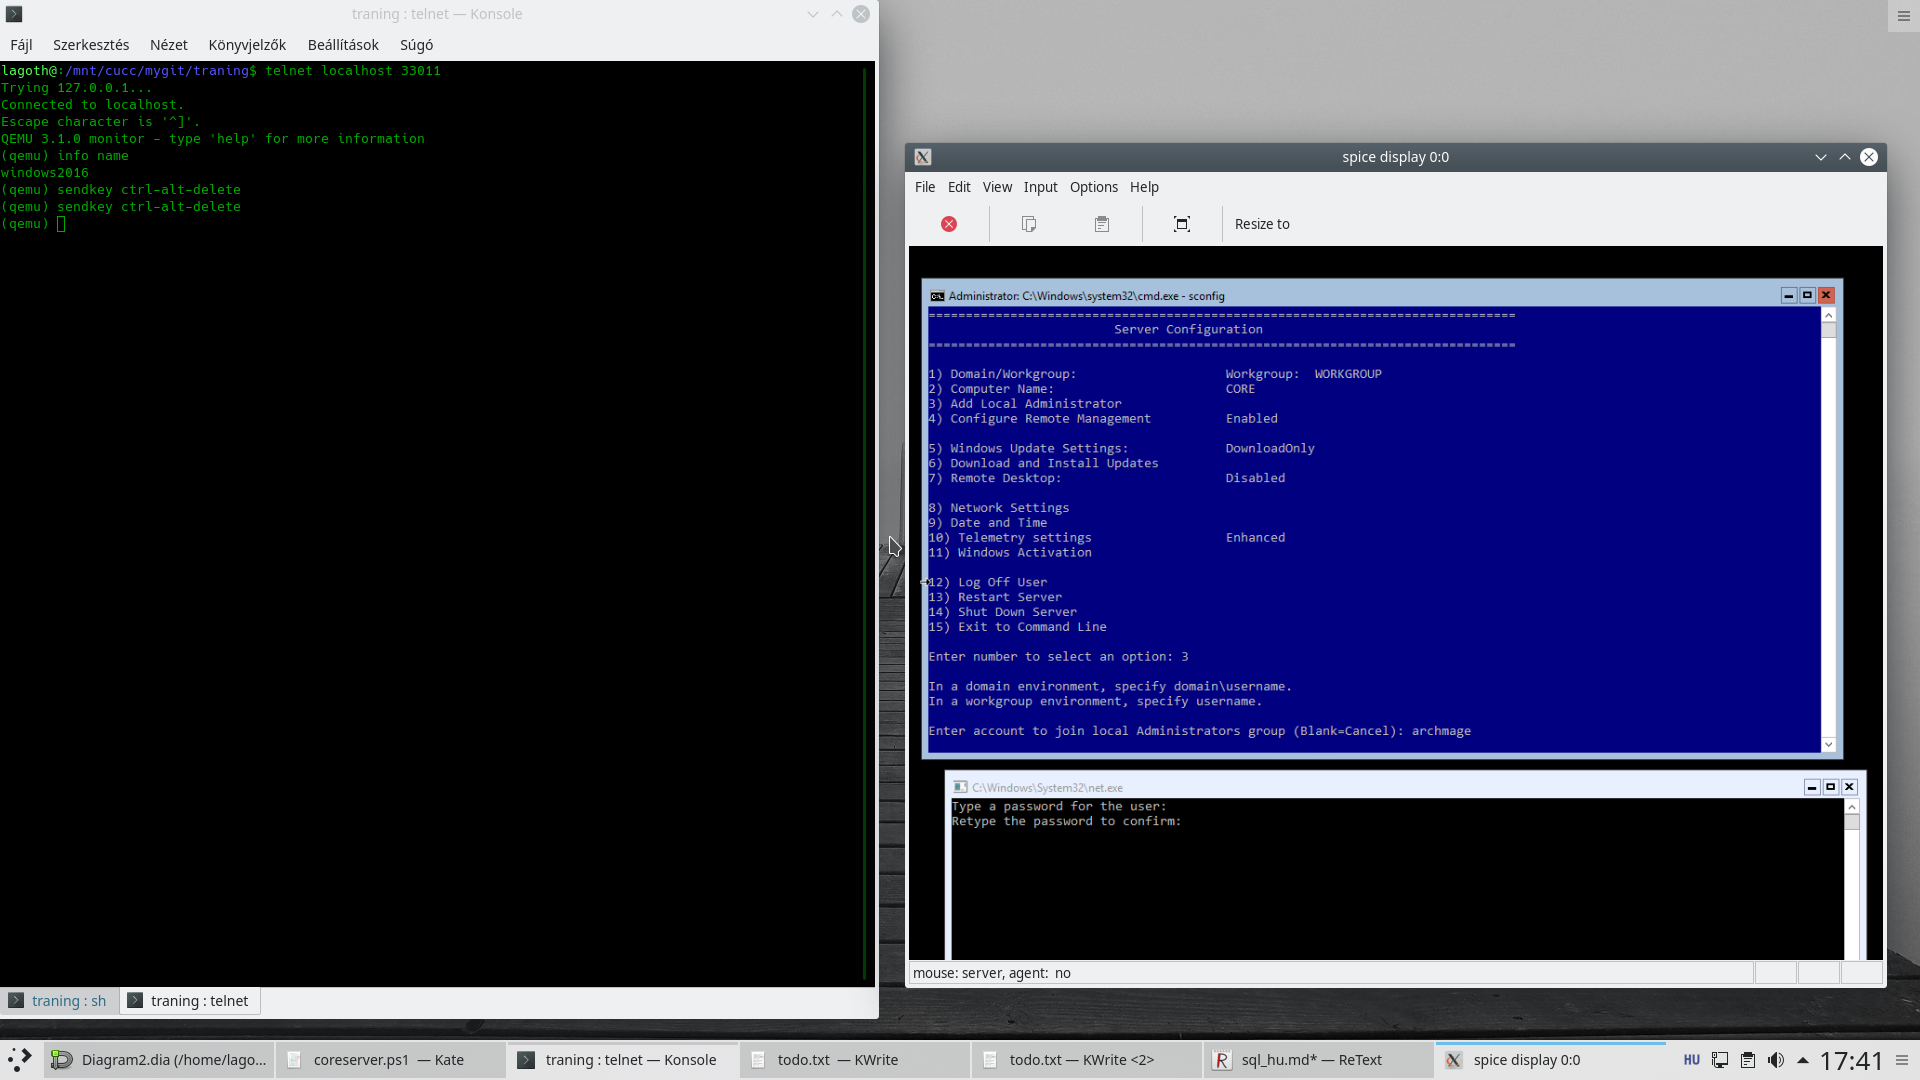 traning : telnet — Konsole
Fájl Szerkesztés Nézet Könyvjelzők Beállítások Súgó
lagoth@:/mnt/cucc/mygit/traning$ telnet localhost 33011
Trying 127.0.0.1...
Connected to localhost.
Escape character is '^]'.
QEMU 3.1.0 monitor - type 'help' for more information
(qemu) info name
windows2016
(qemu) sendkey ctrl-alt-delete
(qemu) sendkey ctrl-alt-delete
(qemu)
traning : sh traning : telnet
spice display 0:0
File Edit View Input Options Help
Resize to
Administrator: C:\Windows\system32\cmd.exe - sconfig
===============================================================================
Server Configuration
===============================================================================
1) Domain/Workgroup: Workgroup: WORKGROUP
2) Computer Name: CORE
3) Add Local Administrator
4) Configure Remote Management Enabled
5) Windows Update Settings: DownloadOnly
6) Download and Install Updates
7) Remote Desktop: Disabled
8) Network Settings
9) Date and Time
10) Telemetry settings Enhanced
11) Windows Activation
12) Log Off User
13) Restart Server
14) Shut Down Server
15) Exit to Command Line
Enter number to select an option: 3
In a domain environment, specify domain\username.
In a workgroup environment, specify username.
Enter account to join local Administrators group (Blank=Cancel): archmage
C:\Windows\System32\net.exe
Type a password for the user:
Retype the password to confirm:
mouse: server, agent: no
Diagram2.dia (/home/lago... coreserver.ps1 — Kate traning : telnet — Konsole todo.txt — KWrite todo.txt — KWrite <2> sql_hu.md* — ReText spice display 0:0 HU 17:41